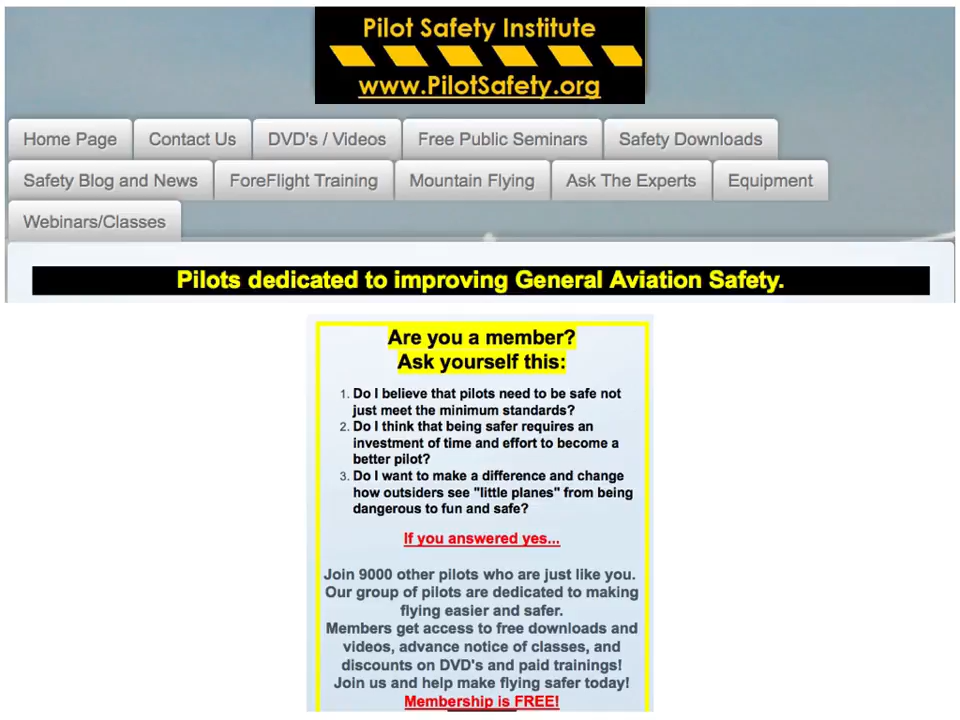 Pilot Safety Institute
www.PilotSafety.org
Home Page Contact Us DVD's / Videos Free Public Seminars Safety Downloads
Safety Blog and News ForeFlight Training Mountain Flying Ask The Experts Equipment
Webinars/Classes
Pilots dedicated to improving General Aviation Safety.
Are you a member?
Ask yourself this:
1. Do I believe that pilots need to be safe not
just meet the minimum standards?
2. Do I think that being safer requires an
investment of time and effort to become a
better pilot?
3. Do I want to make a difference and change
how outsiders see "little planes" from being
dangerous to fun and safe?
If you answered yes...
Join 9000 other pilots who are just like you.
Our group of pilots are dedicated to making
flying easier and safer.
Members get access to free downloads and
videos, advance notice of classes, and
discounts on DVD's and paid trainings!
Join us and help make flying safer today!
Membership is FREE!